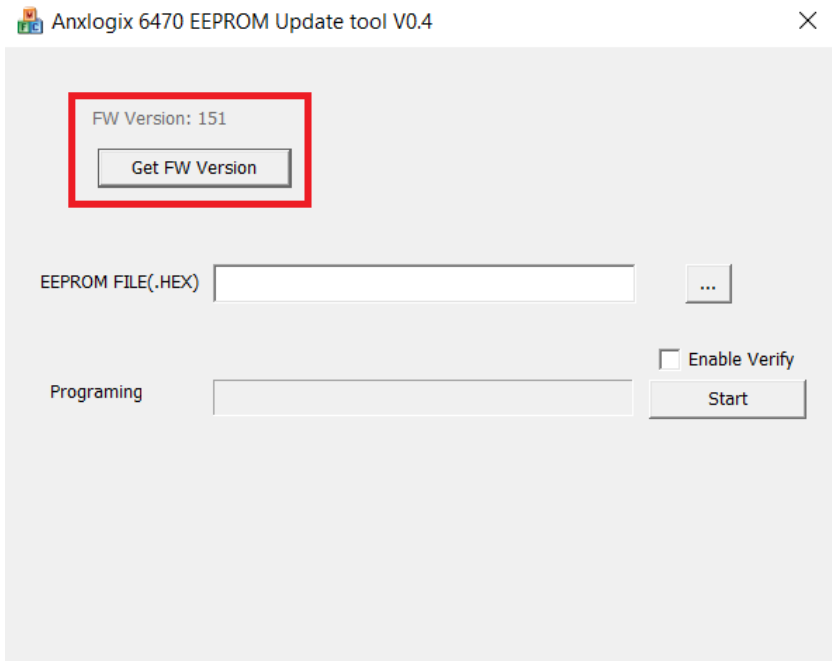 Anxlogix 6470 EEPROM Update tool V0.4
FW Version: 151
Get FW Version
EEPROM FILE(.HEX)
...
Enable Verify
Programing
Start